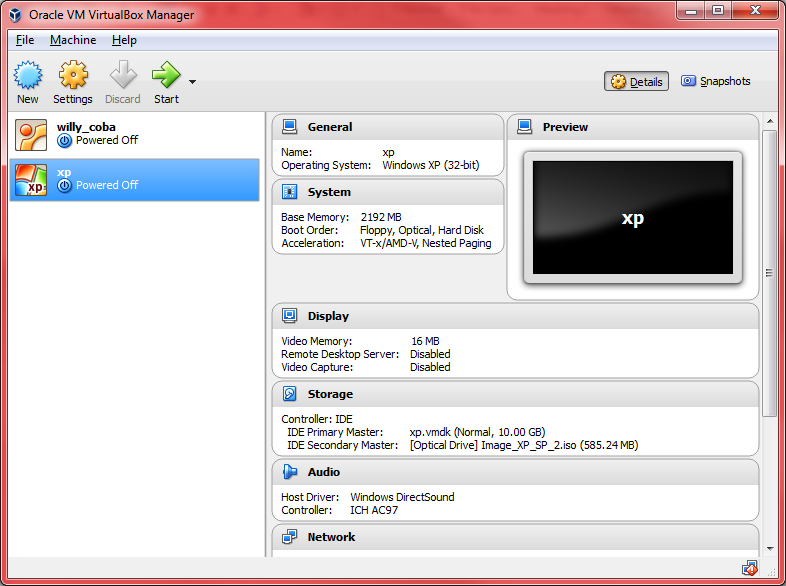 Oracle VM VirtualBox Manager
File Machine Help
New Settings Discard Start
Details Snapshots
willy_coba
Powered Off
xp
xp
Powered Off
General
Name: xp
Operating System: Windows XP (32-bit)
System
Base Memory: 2192 MB
Boot Order: Floppy, Optical, Hard Disk
Acceleration: VT-x/AMD-V, Nested Paging
Preview
xp
Display
Video Memory: 16 MB
Remote Desktop Server: Disabled
Video Capture: Disabled
Storage
Controller: IDE
IDE Primary Master: xp.vmdk (Normal, 10.00 GB)
IDE Secondary Master: [Optical Drive] Image_XP_SP_2.iso (585.24 MB)
Audio
Host Driver: Windows DirectSound
Controller: ICH AC97
Network